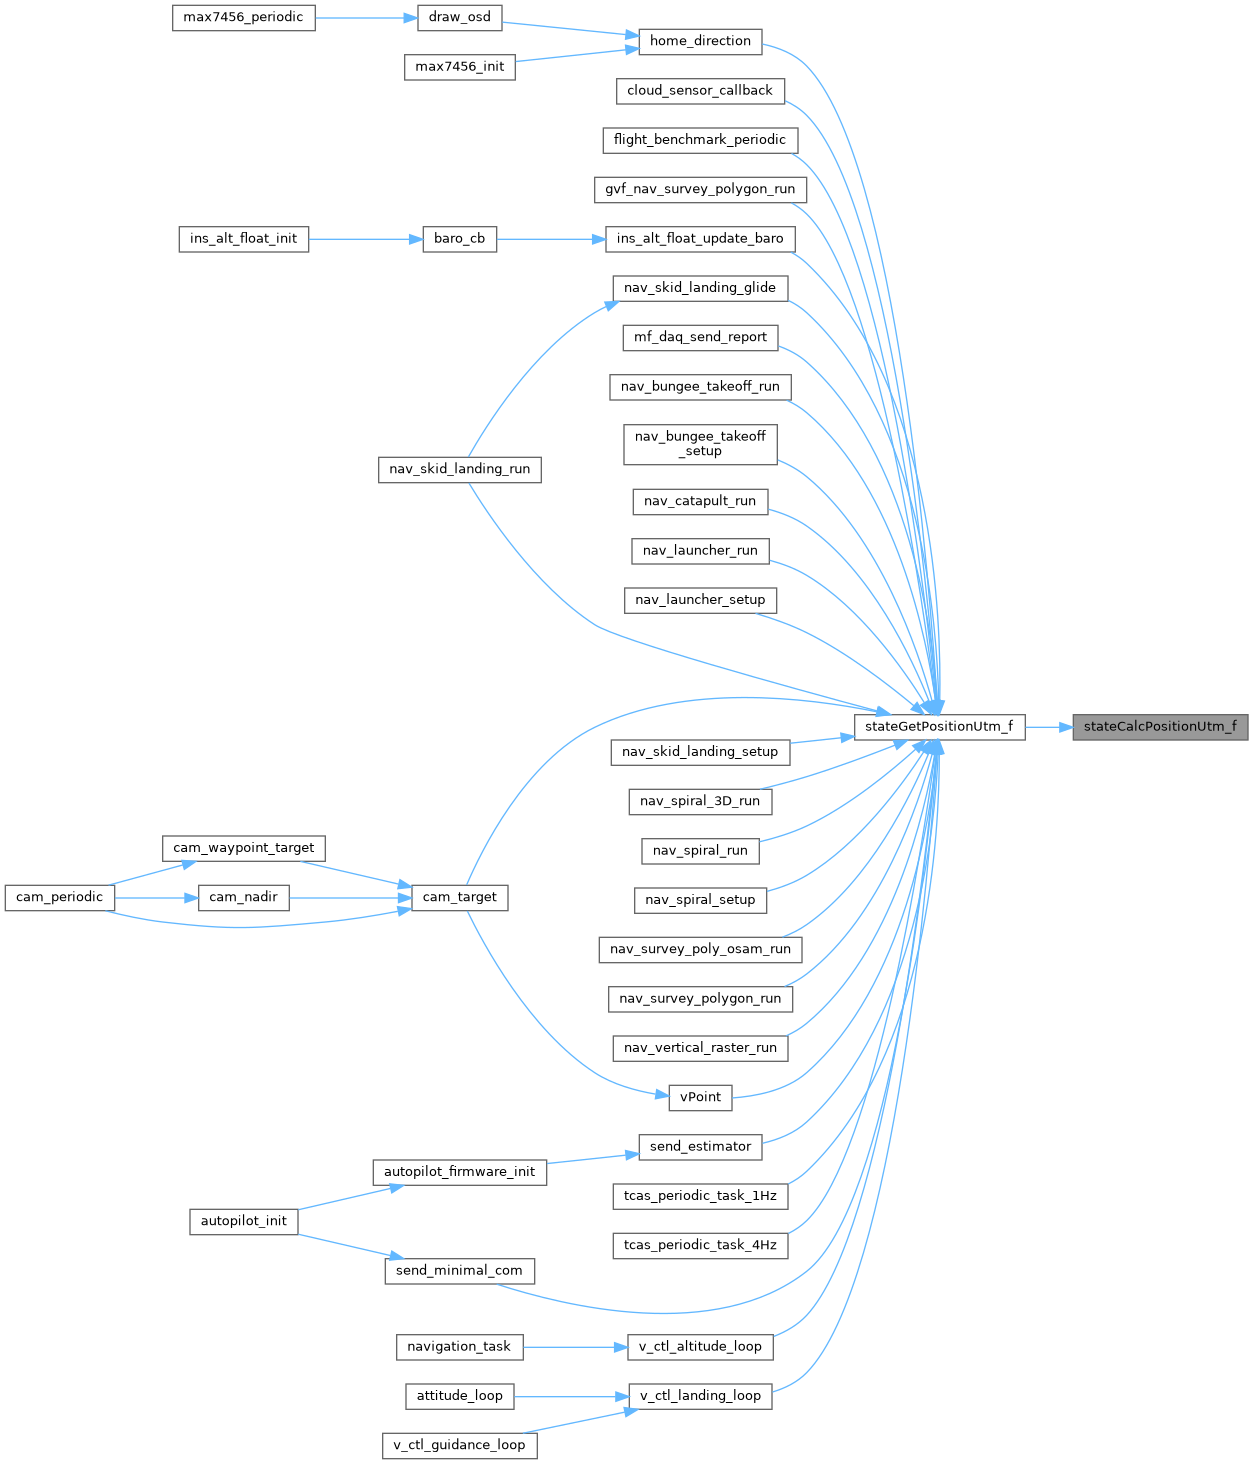 max7456_periodic
draw_osd
home_direction
max7456_init
cloud_sensor_callback
flight_benchmark_periodic
gvf_nav_survey_polygon_run
ins_alt_float_init
baro_cb
ins_alt_float_update_baro
nav_skid_landing_glide
mf_daq_send_report
nav_bungee_takeoff_run
nav_bungee_takeoff
_setup
nav_skid_landing_run
nav_catapult_run
nav_launcher_run
nav_launcher_setup
stateGetPositionUtm_f
stateCalcPositionUtm_f
nav_skid_landing_setup
nav_spiral_3D_run
cam_waypoint_target
nav_spiral_run
cam_periodic
cam_nadir
cam_target
nav_spiral_setup
nav_survey_poly_osam_run
nav_survey_polygon_run
nav_vertical_raster_run
vPoint
send_estimator
autopilot_firmware_init
tcas_periodic_task_1Hz
autopilot_init
tcas_periodic_task_4Hz
send_minimal_com
navigation_task
v_ctl_altitude_loop
attitude_loop
v_ctl_landing_loop
v_ctl_guidance_loop